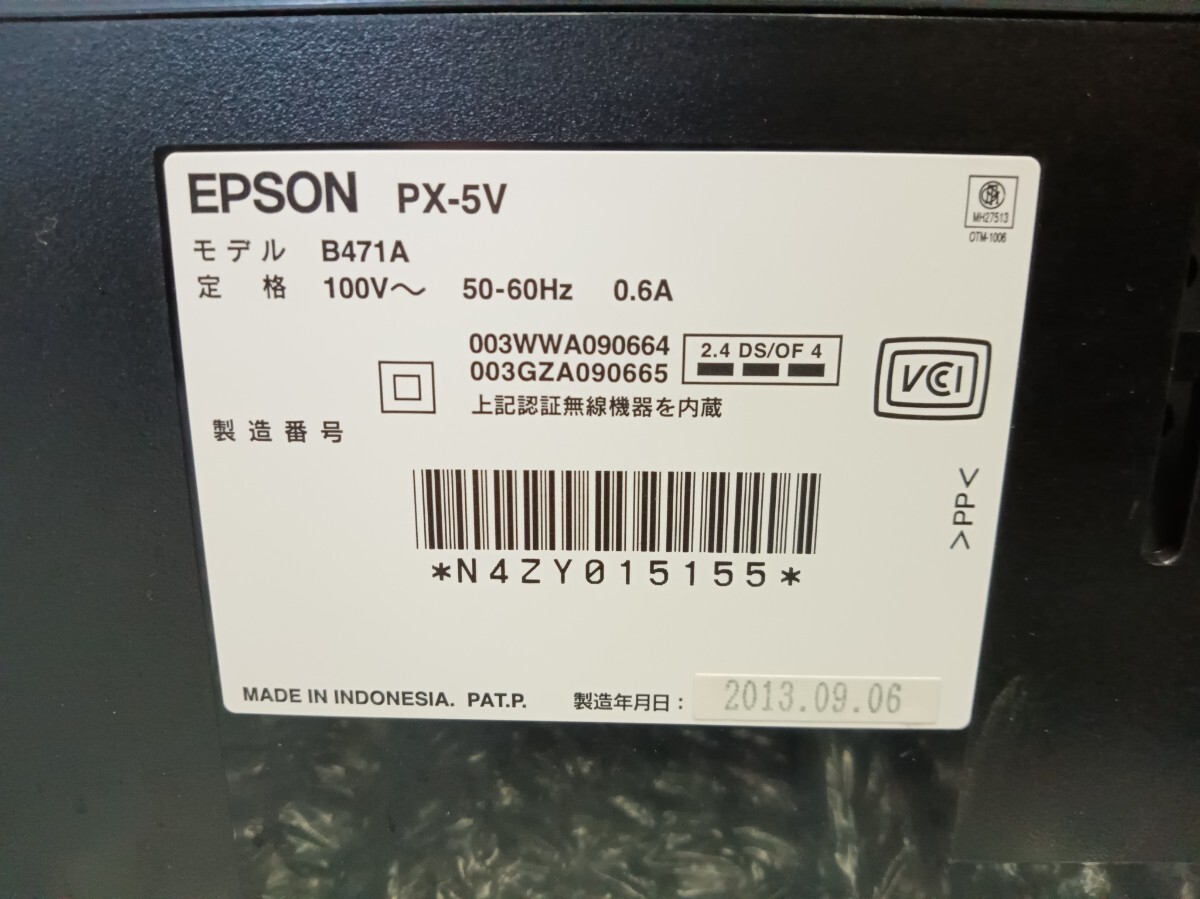 EPSON PX-5V
MH27513
OTM-1006
モデル B471A
定格 100V～ 50-60Hz 0.6A
003WWA090664
003GZA090665
2.4 DS/OF 4
上記認証無線機器を内蔵
VCCI
製造番号
>PP<
*N4ZY015155*
MADE IN INDONESIA. PAT.P. 製造年月日：2013.09.06